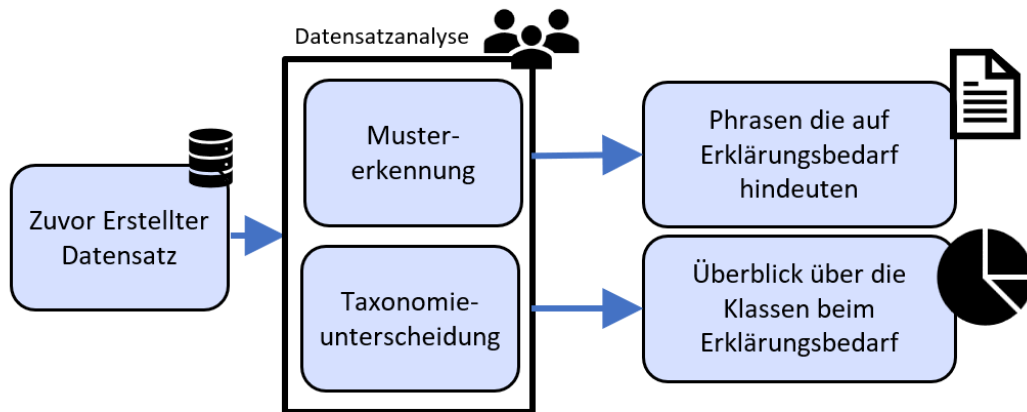 Datensatzanalyse
Zuvor Erstellter
Datensatz
Muster-
erkennung
Taxonomie-
unterscheidung
Phrasen die auf
Erklärungsbedarf
hindeuten
Überblick über die
Klassen beim
Erklärungsbedarf